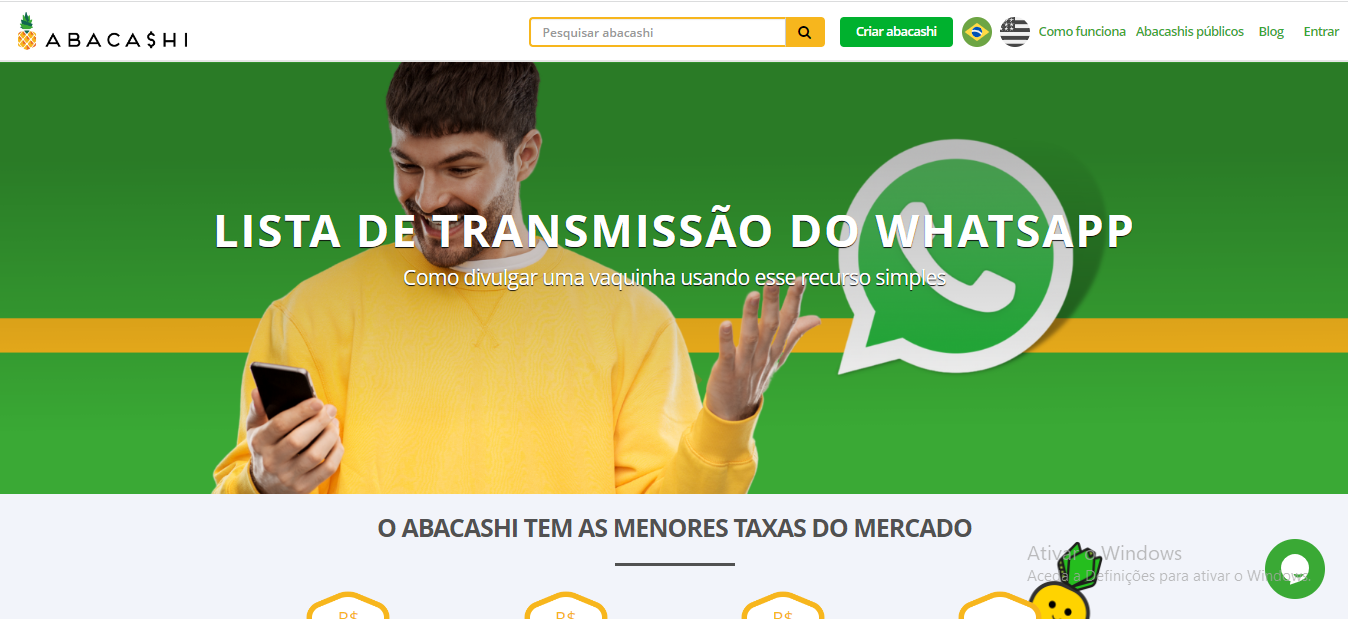 ABACA$HI
Pesquisar abacashi
Criar abacashi
Como funciona
Abacashis públicos
Blog
Entrar
LISTA DE TRANSMISSÃO DO WHATSAPP
Como divulgar uma vaquinha usando esse recurso simples
O ABACASHI TEM AS MENORES TAXAS DO MERCADO
Ativar o Windows
Aceda a Definições para ativar o Windows.
R$
R$
R$